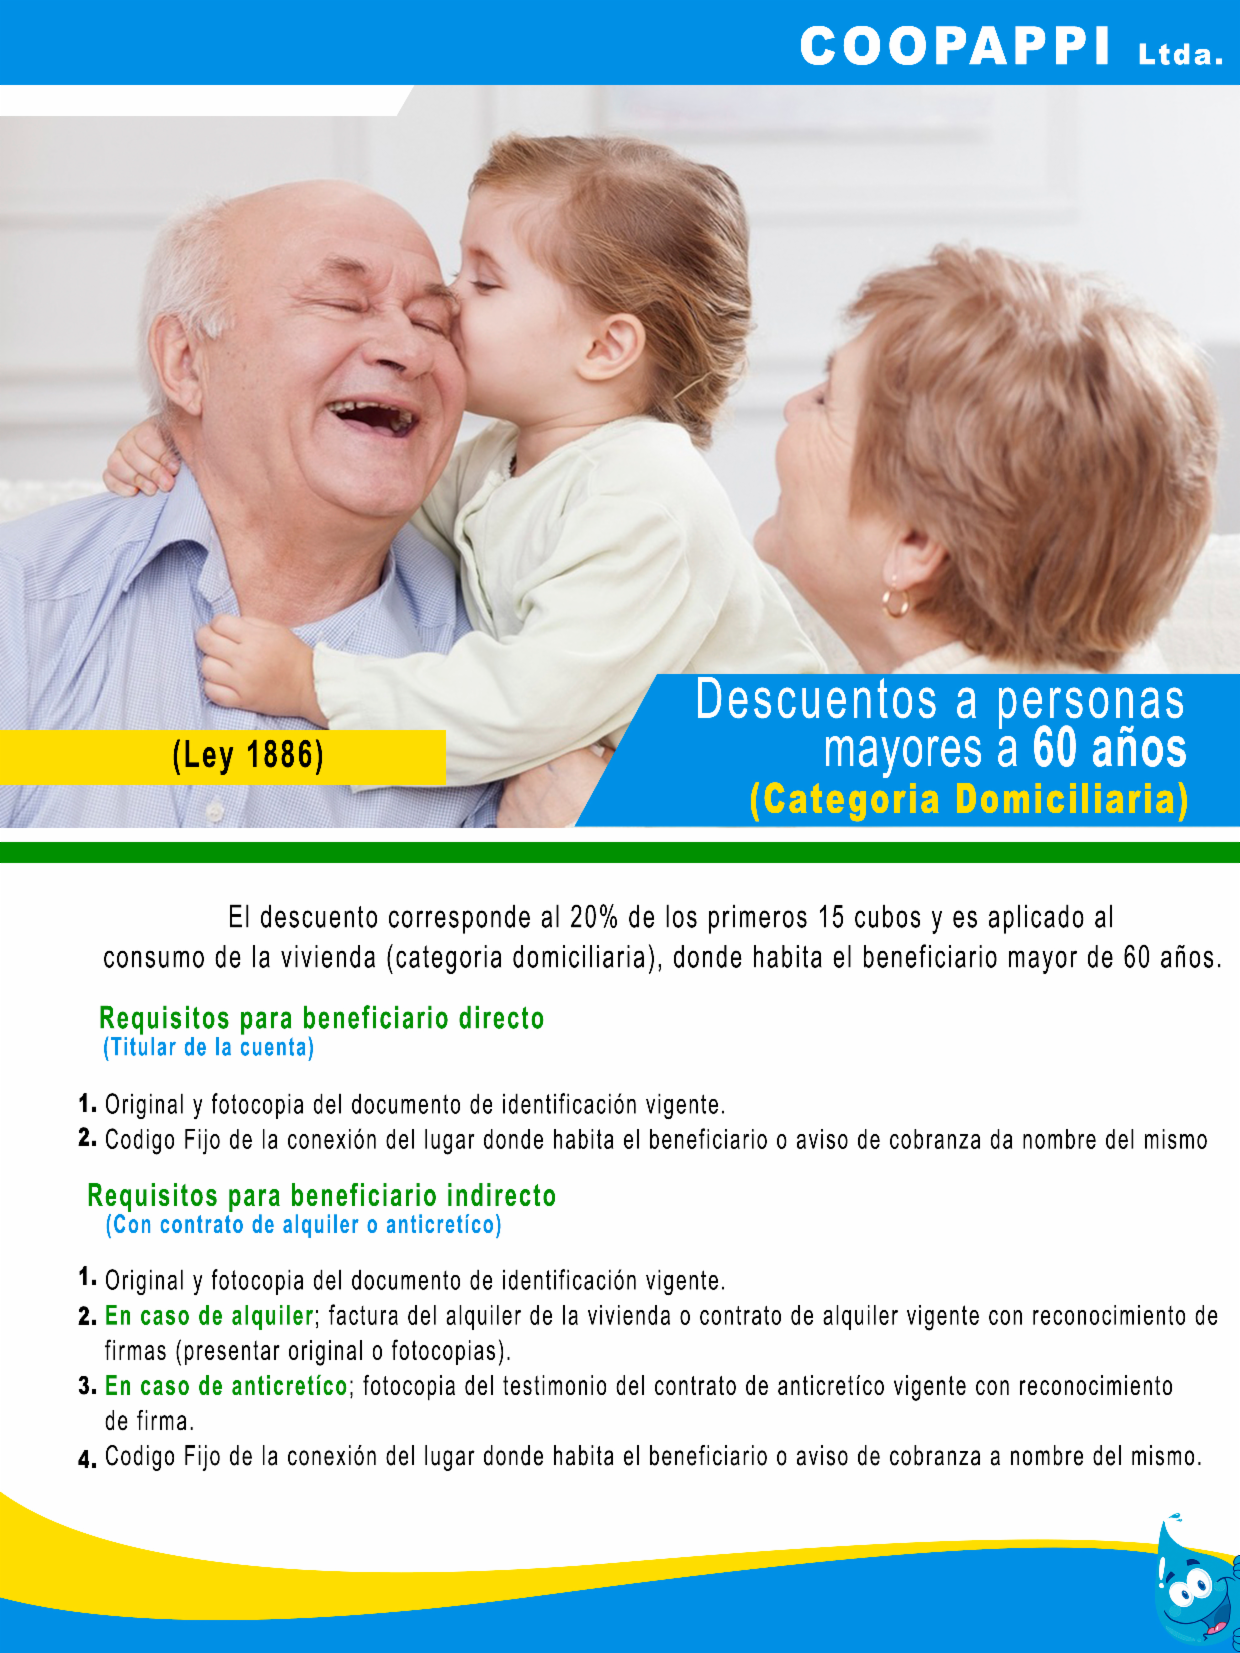 COOPAPPI Ltda.
(Ley 1886)
Descuentos a personas
mayores a 60 años
(Categoria Domiciliaria)
El descuento corresponde al 20% de los primeros 15 cubos y es aplicado al
consumo de la vivienda (categoria domiciliaria), donde habita el beneficiario mayor de 60 años.
Requisitos para beneficiario directo
(Titular de la cuenta)
1. Original y fotocopia del documento de identificación vigente.
2. Codigo Fijo de la conexión del lugar donde habita el beneficiario o aviso de cobranza da nombre del mismo
Requisitos para beneficiario indirecto
(Con contrato de alquiler o anticretíco)
1. Original y fotocopia del documento de identificación vigente.
2. En caso de alquiler; factura del alquiler de la vivienda o contrato de alquiler vigente con reconocimiento de
firmas (presentar original o fotocopias).
3. En caso de anticretíco; fotocopia del testimonio del contrato de anticretíco vigente con reconocimiento
de firma.
4. Codigo Fijo de la conexión del lugar donde habita el beneficiario o aviso de cobranza a nombre del mismo.